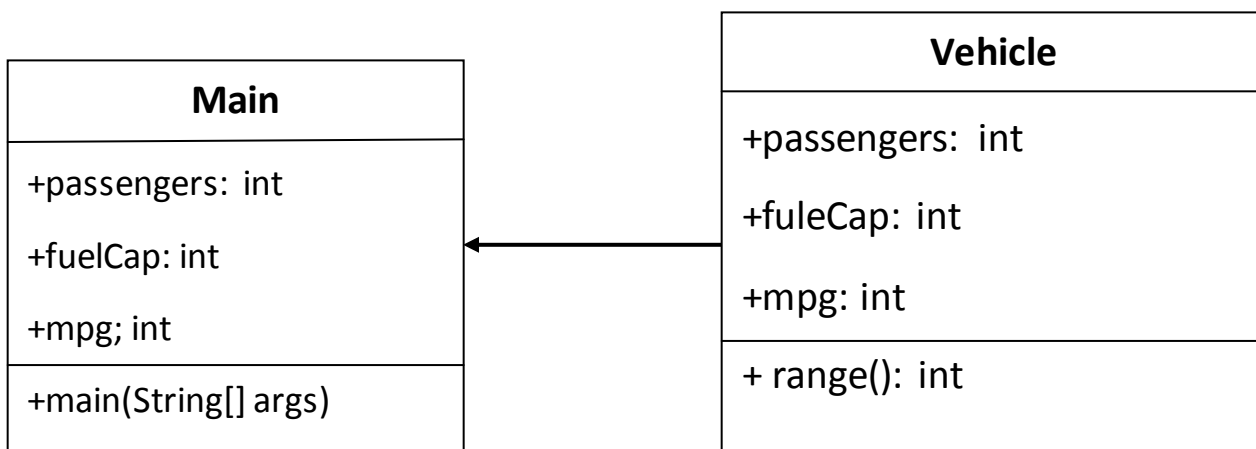 Main
+passengers: int
+fuelCap: int
+mpg; int
+main(String[] args)
Vehicle
+passengers: int
+fuleCap: int
+mpg: int
+ range(): int